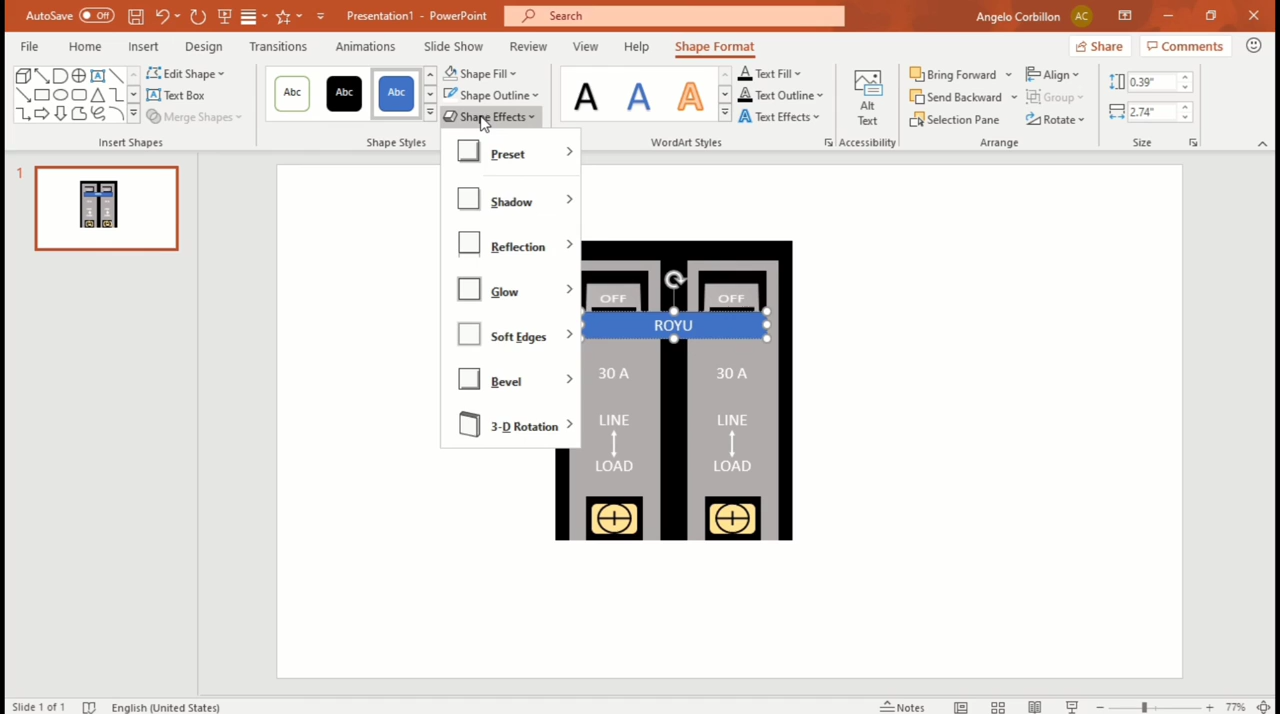 AutoSave Off Presentation1 - PowerPoint Search Angelo Corbillon AC
File Home Insert Design Transitions Animations Slide Show Review View Help Shape Format Share Comments
Edit Shape
Text Box
Merge Shapes
Insert Shapes
Abc Abc Abc
Shape Fill
Shape Outline
Shape Effects
Shape Styles
A A A
Text Fill
Text Outline
Text Effects
WordArt Styles
Alt
Text
Accessibility
Bring Forward
Send Backward
Selection Pane
Align
Group
Rotate
Arrange
0.39"
2.74"
Size
Preset
Shadow
Reflection
Glow
Soft Edges
Bevel
3-D Rotation
1
OFF OFF
ROYU
30 A 30 A
LINE LINE
LOAD LOAD
Slide 1 of 1 English (United States) Notes 77%